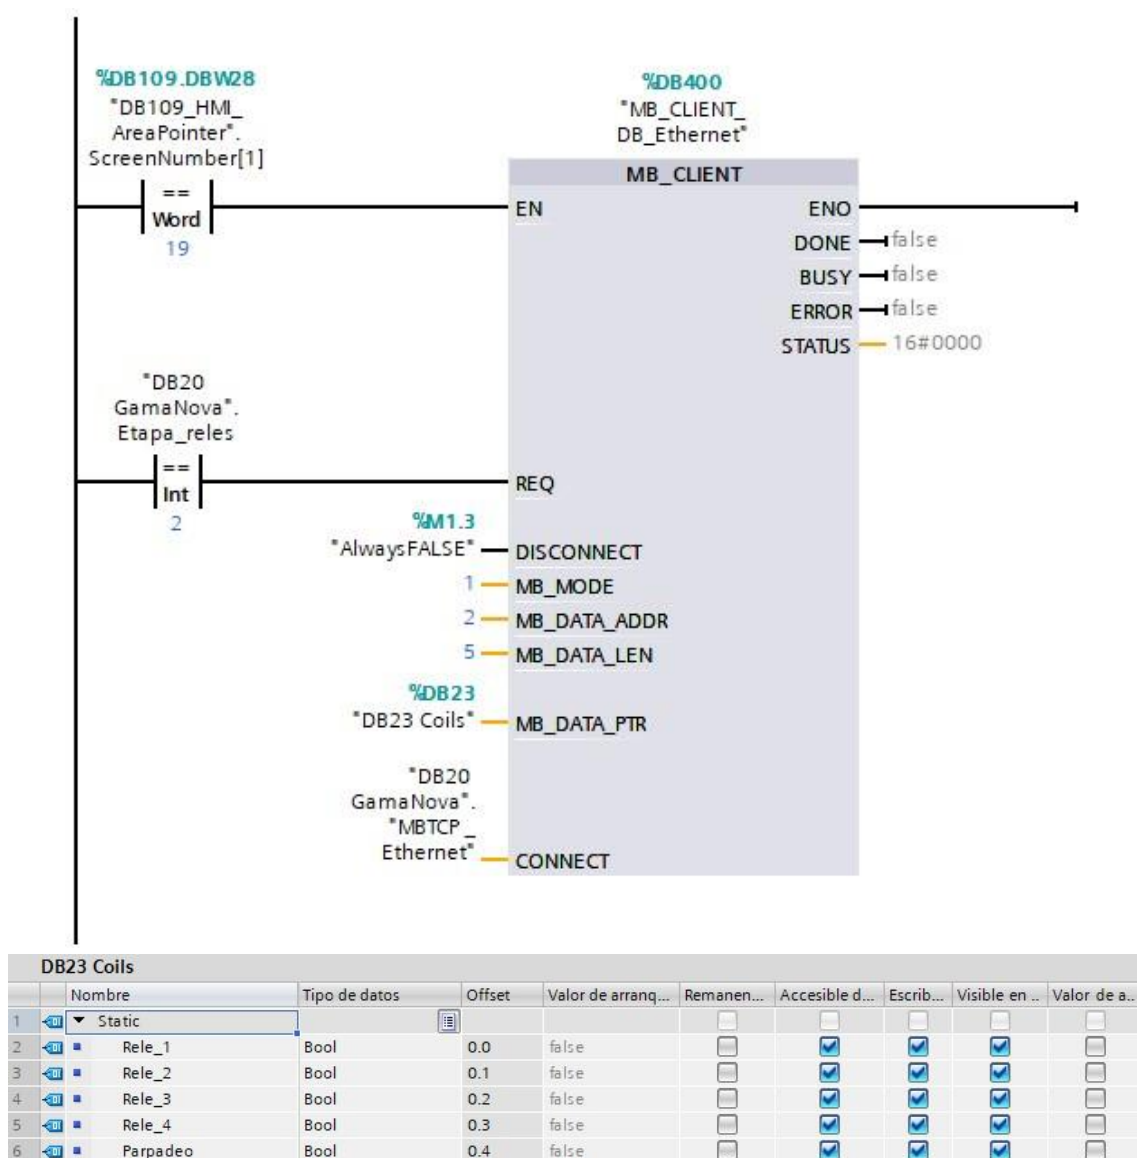 %DB109.DBW28
"DB109_HMI_
AreaPointer".
ScreenNumber[1]
==
Word
19
%DB400
"MB_CLIENT_
DB_Ethernet"
MB_CLIENT
EN
ENO
DONE
false
BUSY
false
ERROR
false
STATUS
16#0000
"DB20
GamaNova".
Etapa_reles
==
Int
2
REQ
%M1.3
"AlwaysFALSE"
DISCONNECT
1
MB_MODE
2
MB_DATA_ADDR
5
MB_DATA_LEN
%DB23
"DB23 Coils"
MB_DATA_PTR
"DB20
GamaNova".
"MBTCP_
Ethernet"
CONNECT
DB23 Coils
Nombre Tipo de datos Offset Valor de arranq... Remanen... Accesible d... Escrib... Visible en .. Valor de a..
1 Static
2 Rele_1 Bool 0.0 false
3 Rele_2 Bool 0.1 false
4 Rele_3 Bool 0.2 false
5 Rele_4 Bool 0.3 false
6 Parpadeo Bool 0.4 false